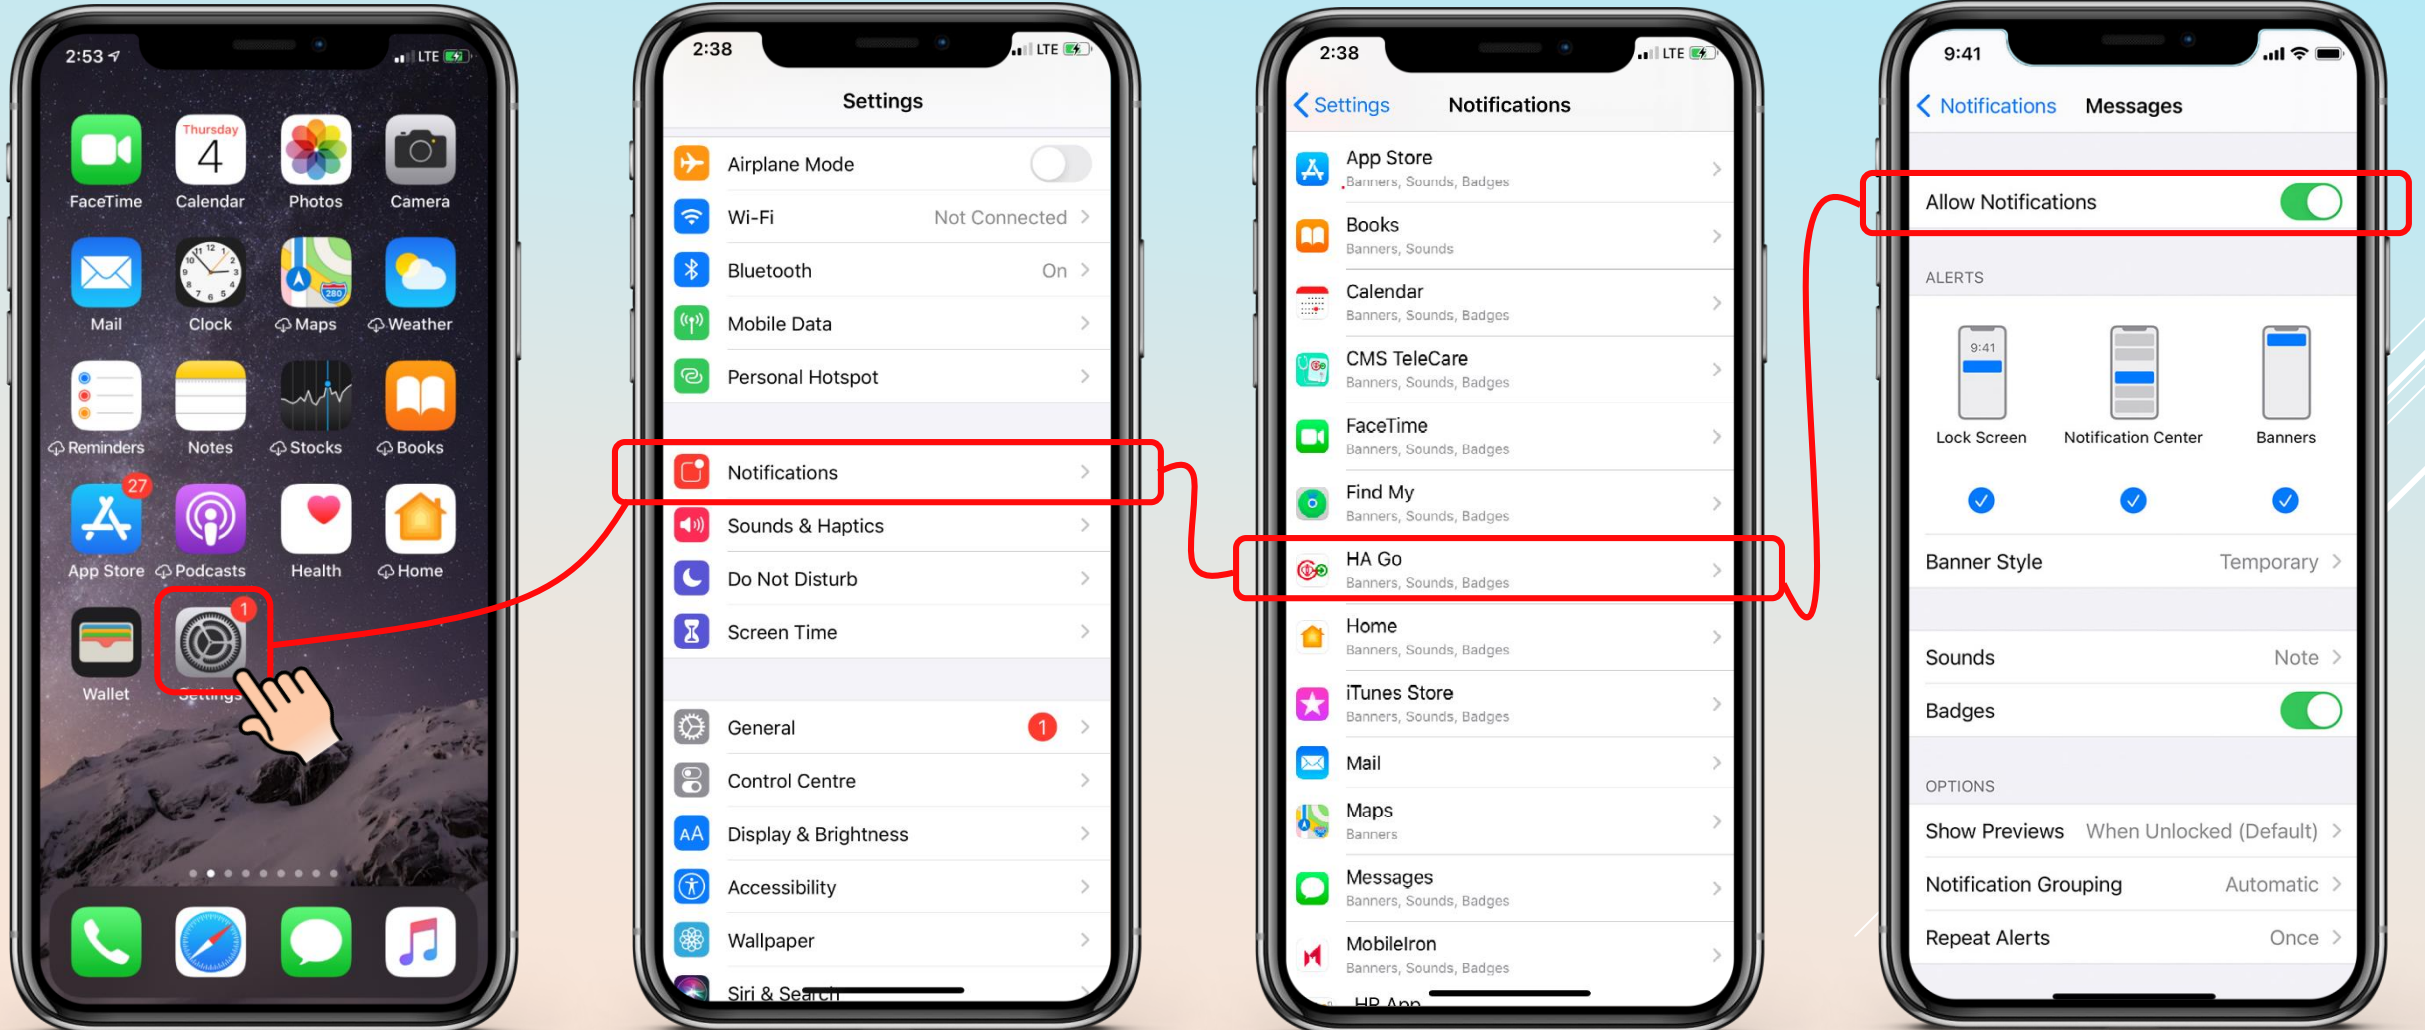 2:53
LTE
Thursday
4
FaceTime
Calendar
Photos
Camera
12
Mail
Clock
280
Maps
Weather
Reminders
Notes
Stocks
Books
27
App Store
Podcasts
Health
Home
1
Wallet
Settings
2:38
LTE
Settings
Airplane Mode
Wi-Fi Not Connected
Bluetooth On
Mobile Data
Personal Hotspot
Notifications
Sounds & Haptics
Do Not Disturb
Screen Time
General 1
Control Centre
AA Display & Brightness
Accessibility
Wallpaper
Siri & Search
2:38
LTE
Settings Notifications
App Store
Banners, Sounds, Badges
Books
Banners, Sounds
Calendar
Banners, Sounds, Badges
CMS TeleCare
Banners, Sounds, Badges
FaceTime
Banners, Sounds, Badges
Find My
Banners, Sounds, Badges
HA Go
Banners, Sounds, Badges
Home
Banners, Sounds, Badges
iTunes Store
Banners, Sounds, Badges
Mail
Maps
Banners
Messages
Banners, Sounds, Badges
MobileIron
Banners, Sounds, Badges
HR App
9:41
Notifications Messages
Allow Notifications
ALERTS
9:41
Lock Screen
Notification Center
Banners
Banner Style Temporary
Sounds Note
Badges
OPTIONS
Show Previews When Unlocked (Default)
Notification Grouping Automatic
Repeat Alerts Once